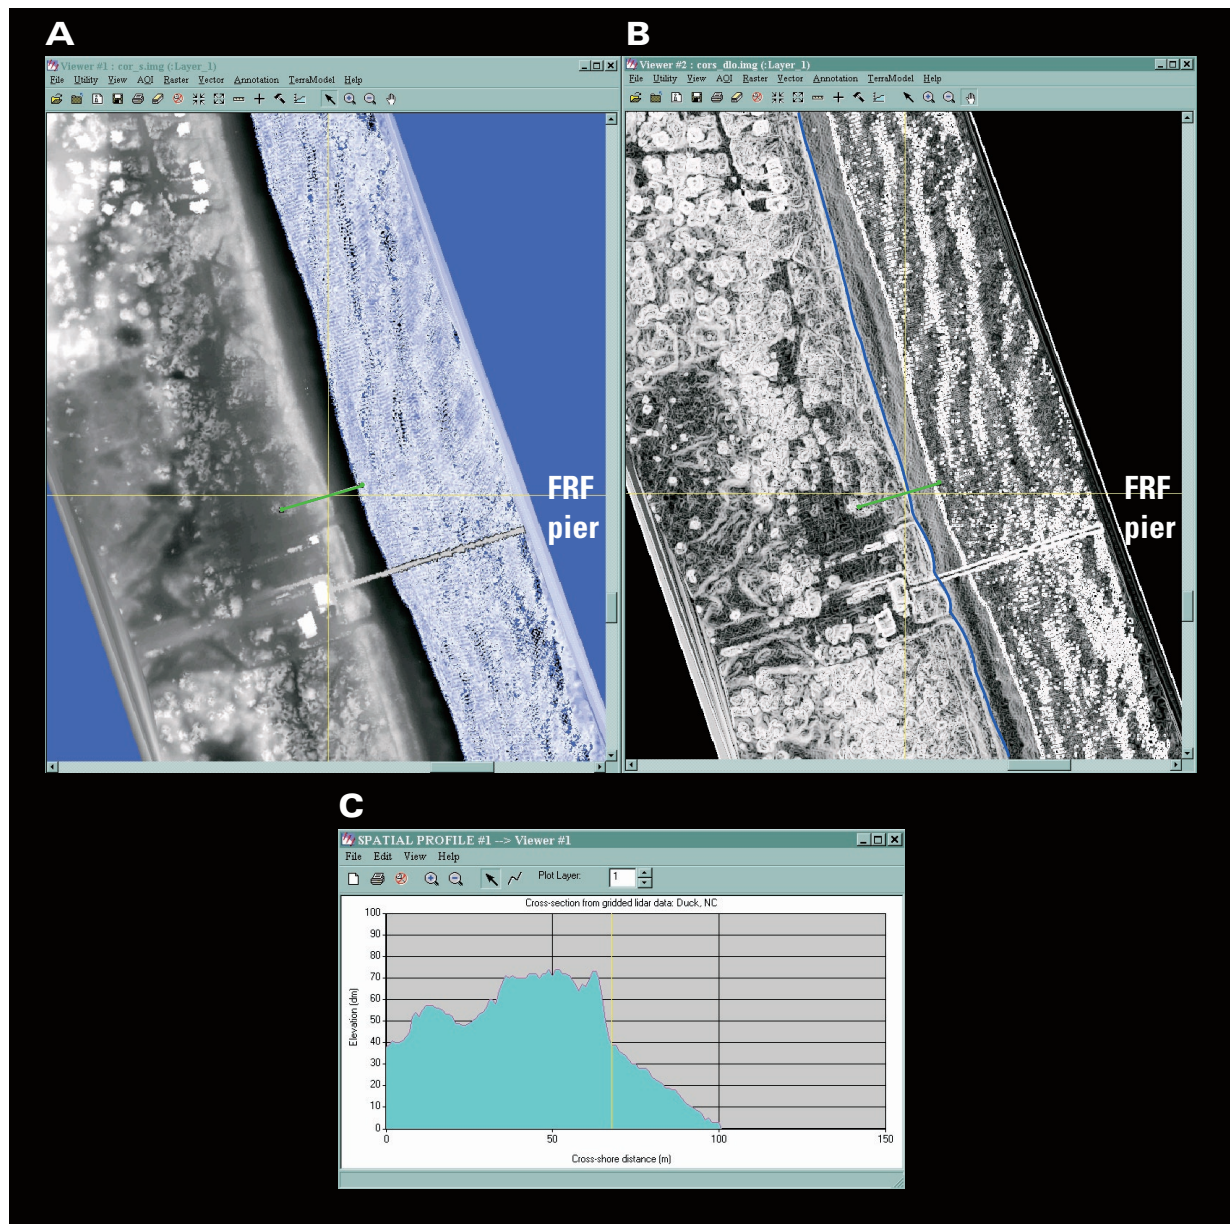 A
B
Viewer #1 : cor_s.img (:Layer_1)
File Utility View AOI Raster Vector Annotation TerraModel Help
Viewer #2 : cors_dlo.img (:Layer_1)
File Utility View AOI Raster Vector Annotation TerraModel Help
FRF
pier
FRF
pier
C
SPATIAL PROFILE #1 --> Viewer #1
File Edit View Help
Plot Layer: 1
Cross-section from gridded lidar data: Duck, NC
100
90
80
70
60
50
40
30
20
10
0
Elevation (dm)
0 50 100 150
Cross-shore distance (m)